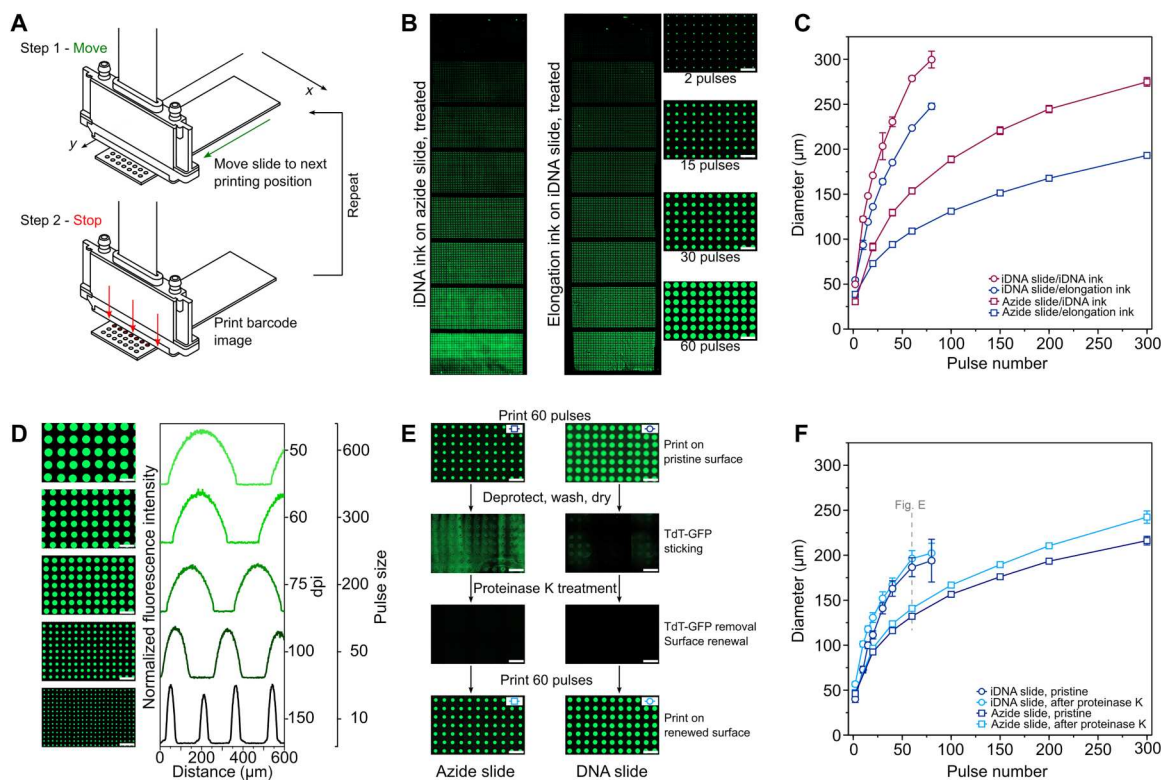 A
Step 1 - Move
x
y
Move slide to next
printing position
Repeat
Step 2 - Stop
Print barcode
image
B
iDNA ink on azide slide, treated
Elongation ink on iDNA slide, treated
2 pulses
15 pulses
30 pulses
60 pulses
C
Diameter (µm)
300
250
200
150
100
50
0
0 50 100 150 200 250 300
Pulse number
iDNA slide/iDNA ink
iDNA slide/elongation ink
Azide slide/iDNA ink
Azide slide/elongation ink
D
Normalized fluorescence intensity
50
60
75
100
150
dpi
600
300
200
50
10
Pulse size
0 200 400 600
Distance (µm)
E
Print 60 pulses
Print on
pristine surface
Deprotect, wash, dry
TdT-GFP
sticking
Proteinase K treatment
TdT-GFP removal
Surface renewal
Print 60 pulses
Print on
renewed surface
Azide slide
DNA slide
F
Diameter (µm)
300
250
200
150
100
50
0
Fig. E
0 50 100 150 200 250 300
Pulse number
iDNA slide, pristine
iDNA slide, after proteinase K
Azide slide, pristine
Azide slide, after proteinase K